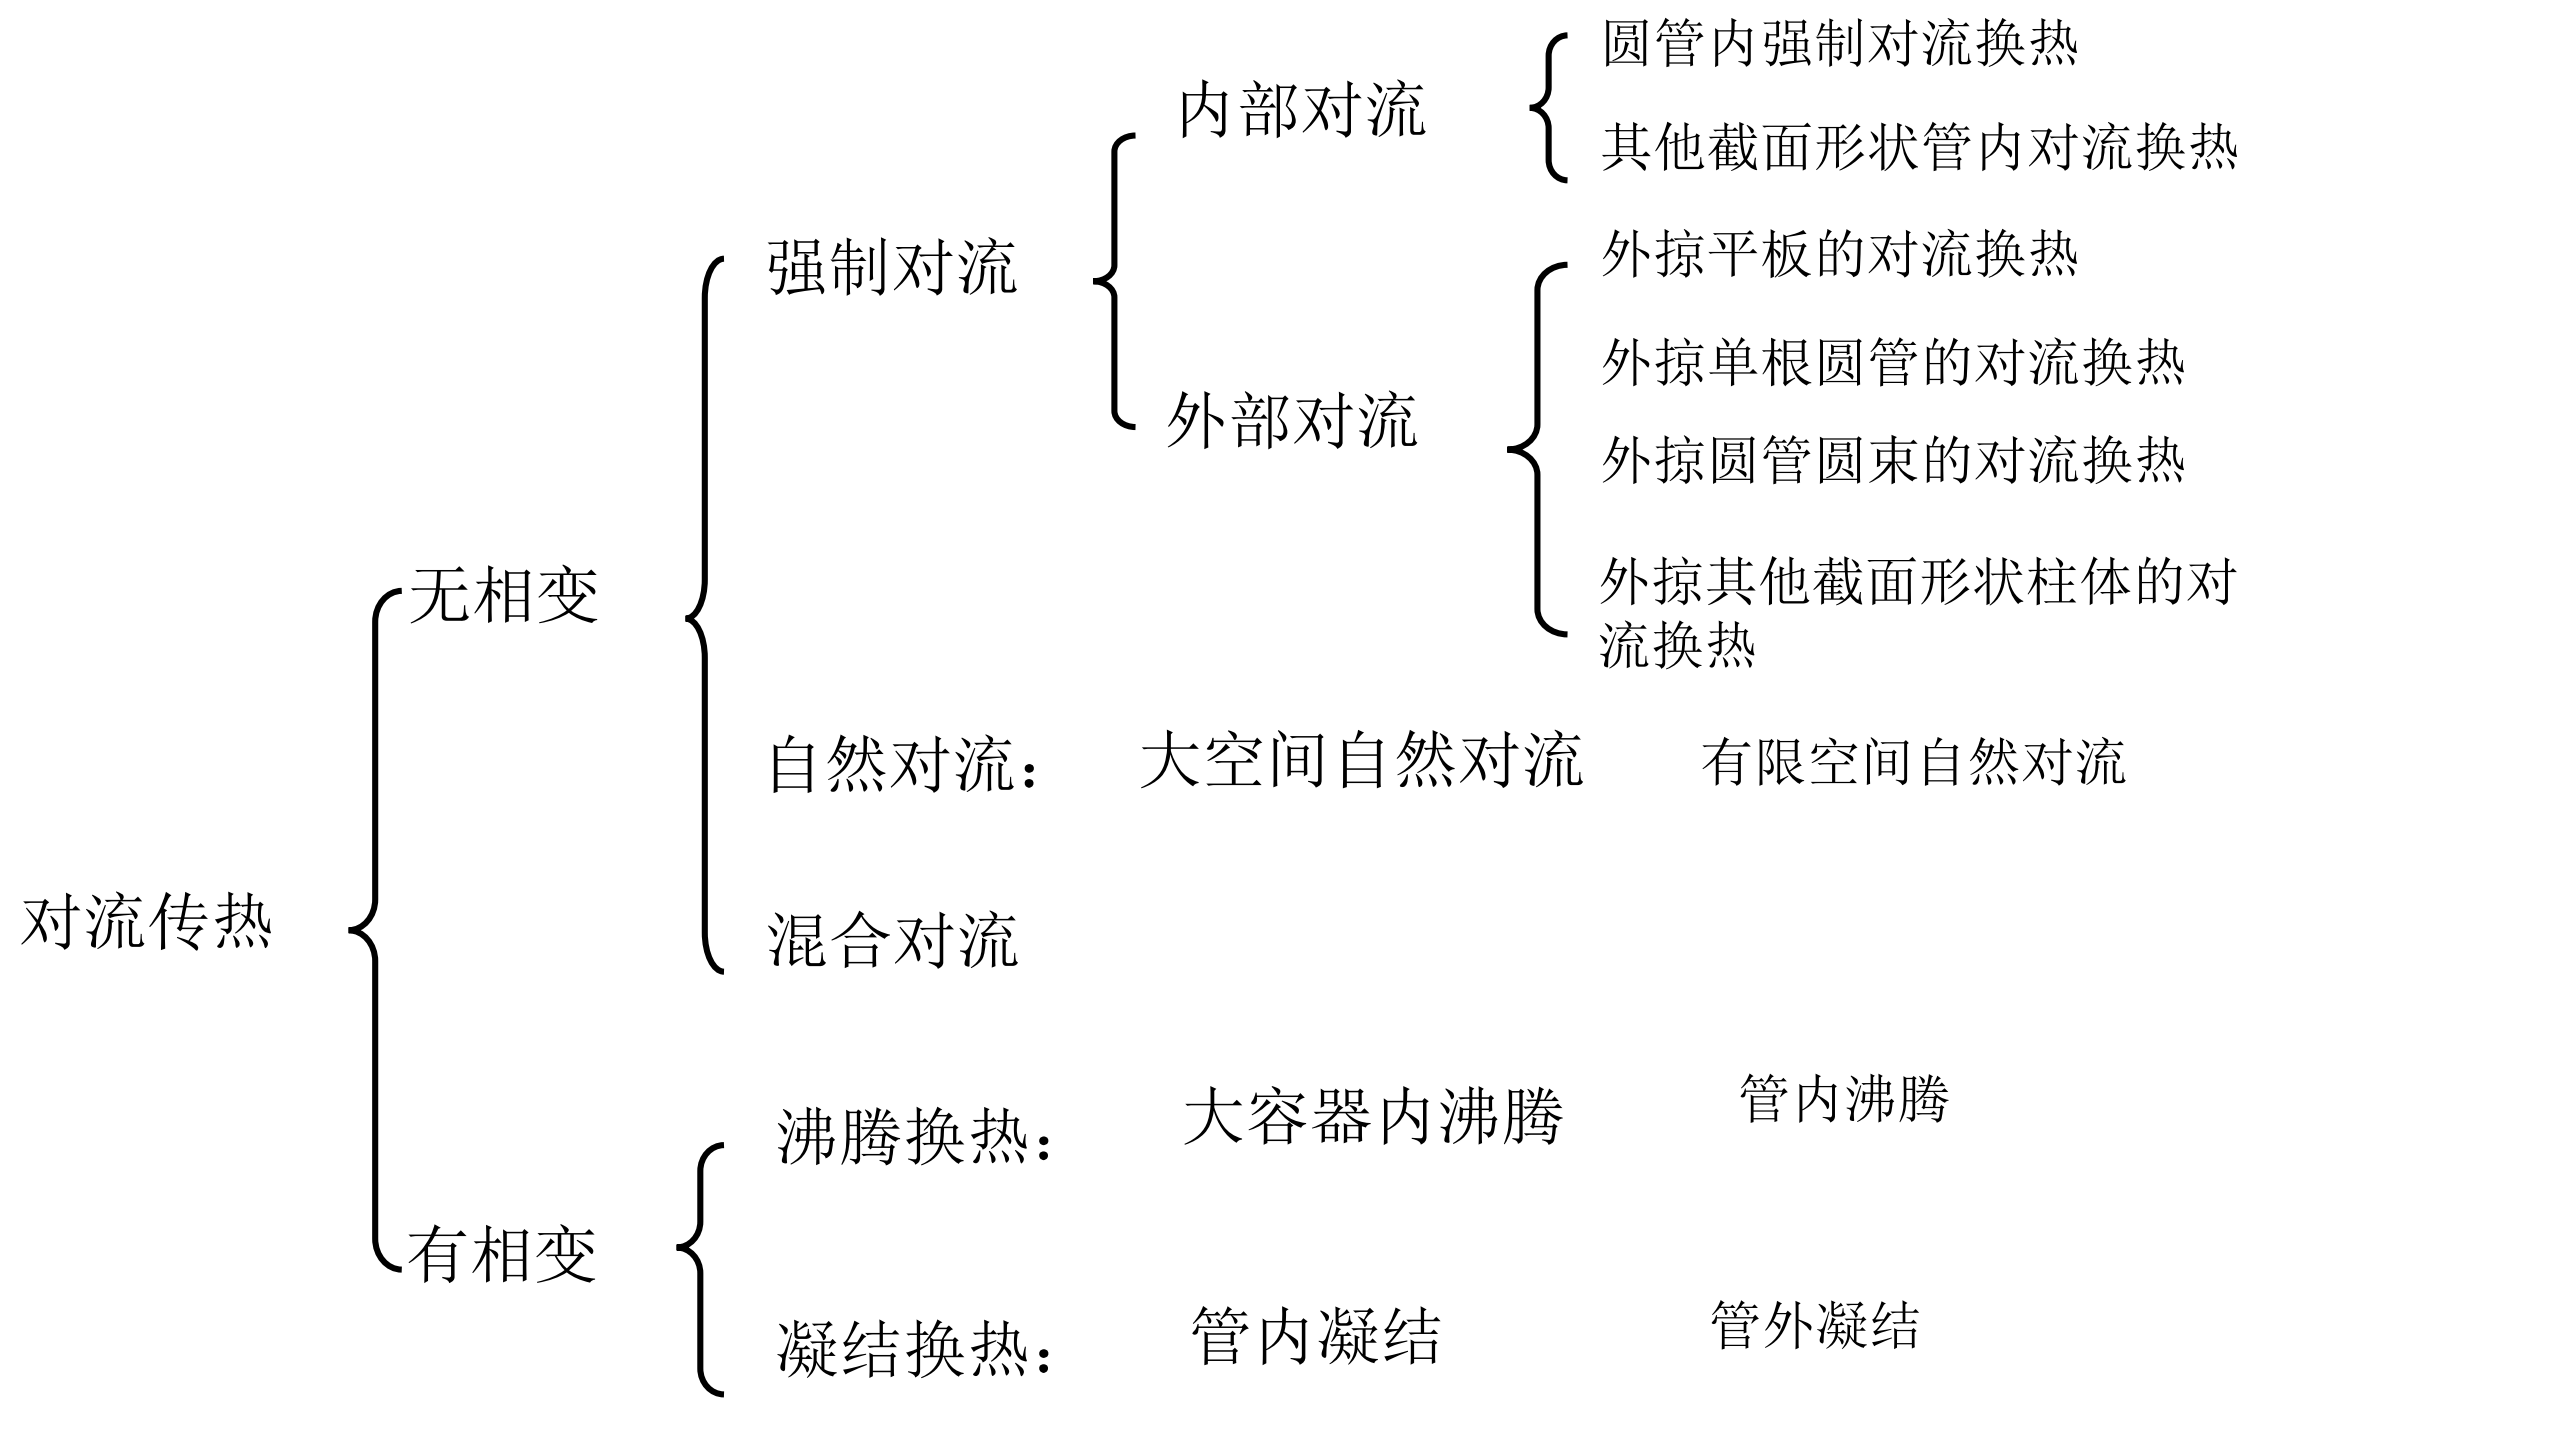 圆管内强制对流换热
内部对流
其他截面形状管内对流换热
强制对流
外掠平板的对流换热
外掠单根圆管的对流换热
外部对流
外掠圆管圆束的对流换热
外掠其他截面形状柱体的对
流换热
无相变
自然对流： 大空间自然对流 有限空间自然对流
对流传热
混合对流
沸腾换热： 大容器内沸腾 管内沸腾
有相变
凝结换热： 管内凝结 管外凝结